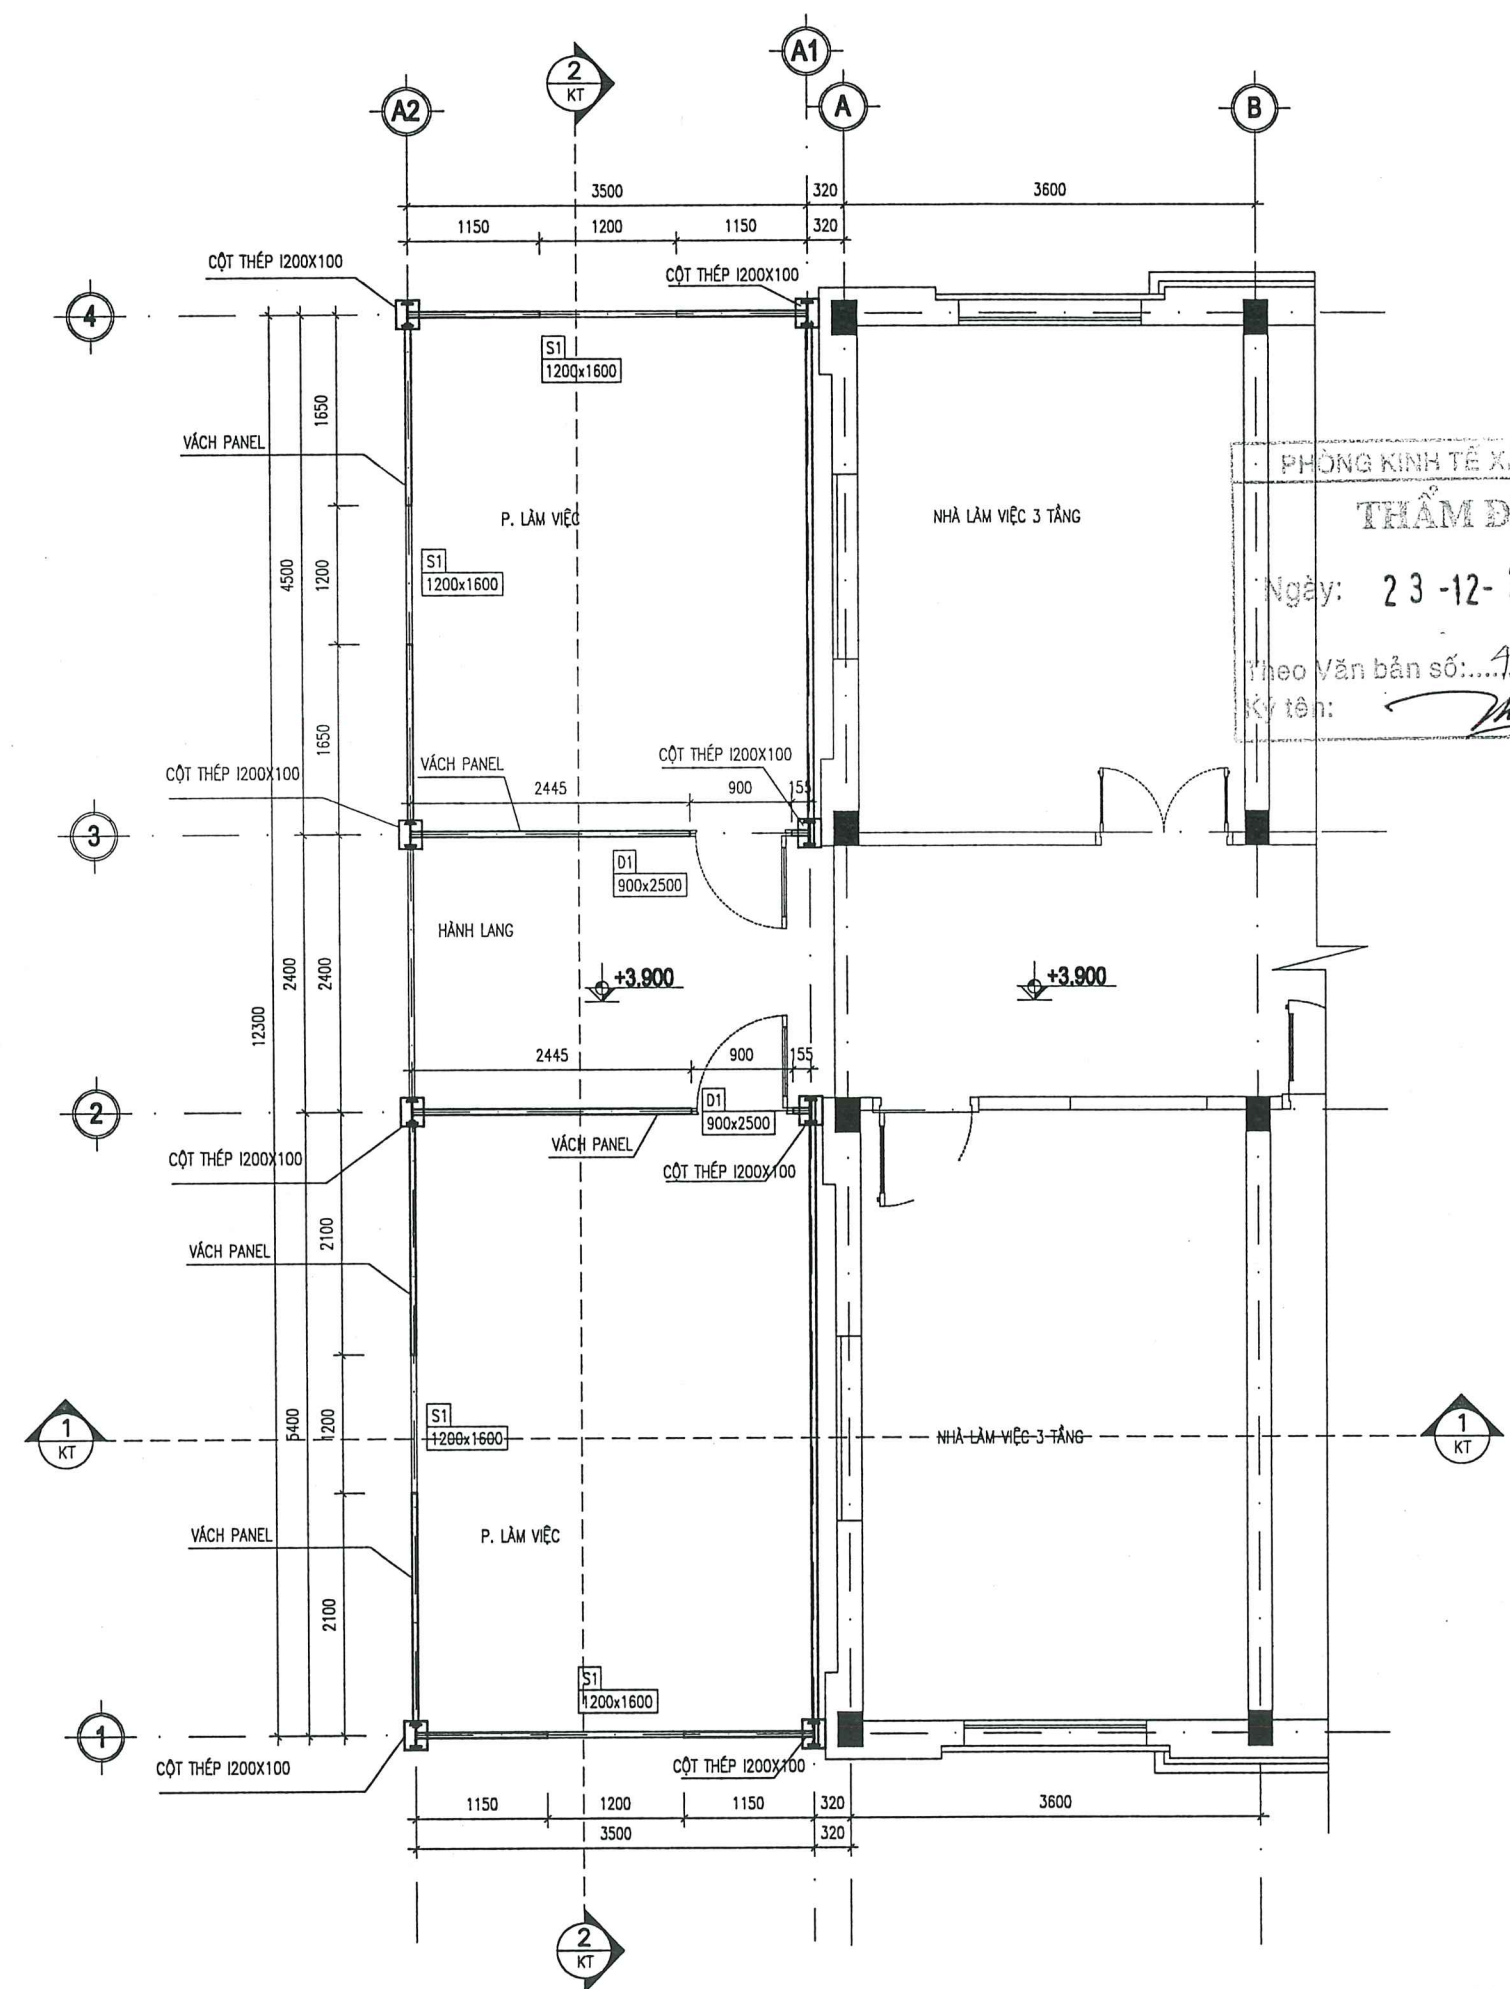 A1
2
KT
A2
A
B
3500
320
3600
1150
1200
1150
320
CỘT THÉP I200X100
CỘT THÉP I200X100
4
S1
1200x1600
1650
VÁCH PANEL
PHÒNG KINH TẾ
THẨM
P. LÀM VIỆC
NHÀ LÀM VIỆC 3 TẦNG
S1
1200x1600
4500
1200
Ngày: 23-12-
Theo Văn bản số:
Ký tên:
1650
CỘT THÉP I200X100
VÁCH PANEL
CỘT THÉP I200X100
2445
900
155
3
D1
900x2500
HÀNH LANG
2400
2400
+3.900
+3.900
12300
2445
900
155
2
D1
900x2500
VÁCH PANEL
CỘT THÉP I200X100
CỘT THÉP I200X100
2100
VÁCH PANEL
1
KT
5400
1200
S1
1200x1600
NHÀ LÀM VIỆC 3 TẦNG
1
KT
VÁCH PANEL
P. LÀM VIỆC
2100
S1
1200x1600
1
CỘT THÉP I200X100
CỘT THÉP I200X100
1150
1200
1150
320
3600
3500
320
2
KT